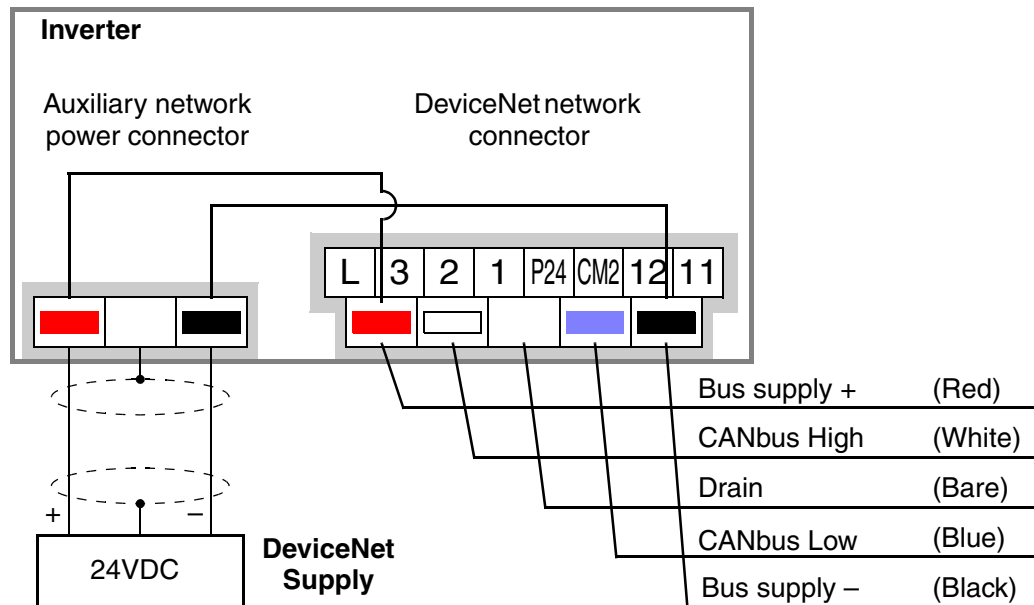 Inverter
Auxiliary network
power connector
DeviceNet network
connector
L 3 2 1 P24 CM2 12 11
Bus supply + (Red)
CANbus High (White)
Drain (Bare)
CANbus Low (Blue)
Bus supply – (Black)
+ –
24VDC
DeviceNet
Supply